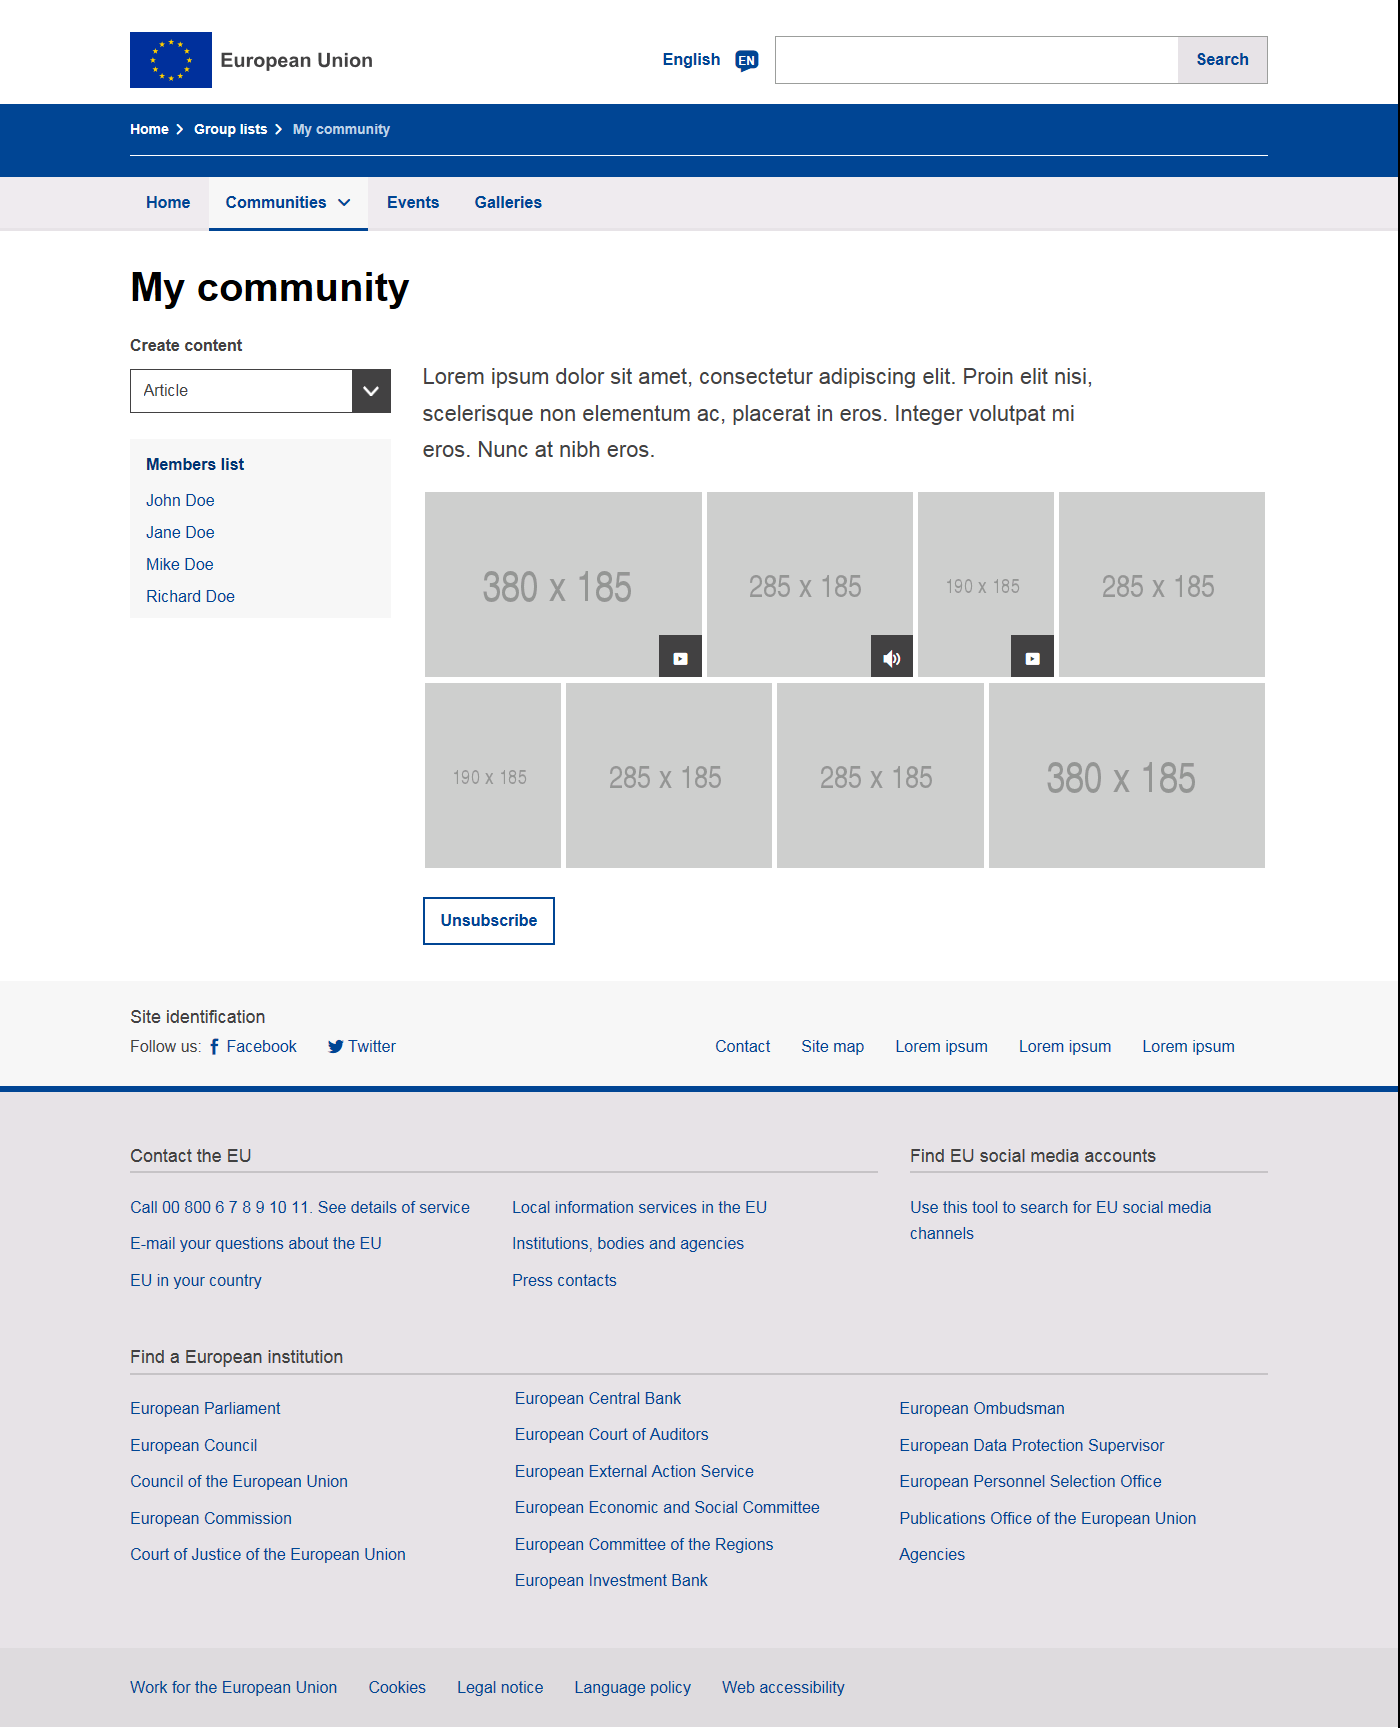 European Union
English EN Search
Home Group lists My community
Home Communities Events Galleries
My community
Create content
Article
Members list
John Doe
Jane Doe
Mike Doe
Richard Doe
Lorem ipsum dolor sit amet, consectetur adipiscing elit. Proin elit nisi,
scelerisque non elementum ac, placerat in eros. Integer volutpat mi
eros. Nunc at nibh eros.
380 x 185 285 x 185 190 x 185 285 x 185
190 x 185 285 x 185 285 x 185 380 x 185
Unsubscribe
Site identification
Follow us: Facebook Twitter
Contact Site map Lorem ipsum Lorem ipsum Lorem ipsum
Contact the EU
Call 00 800 6 7 8 9 10 11. See details of service
E-mail your questions about the EU
EU in your country
Local information services in the EU
Institutions, bodies and agencies
Press contacts
Find EU social media accounts
Use this tool to search for EU social media
channels
Find a European institution
European Parliament
European Council
Council of the European Union
European Commission
Court of Justice of the European Union
European Central Bank
European Court of Auditors
European External Action Service
European Economic and Social Committee
European Committee of the Regions
European Investment Bank
European Ombudsman
European Data Protection Supervisor
European Personnel Selection Office
Publications Office of the European Union
Agencies
Work for the European Union Cookies Legal notice Language policy Web accessibility